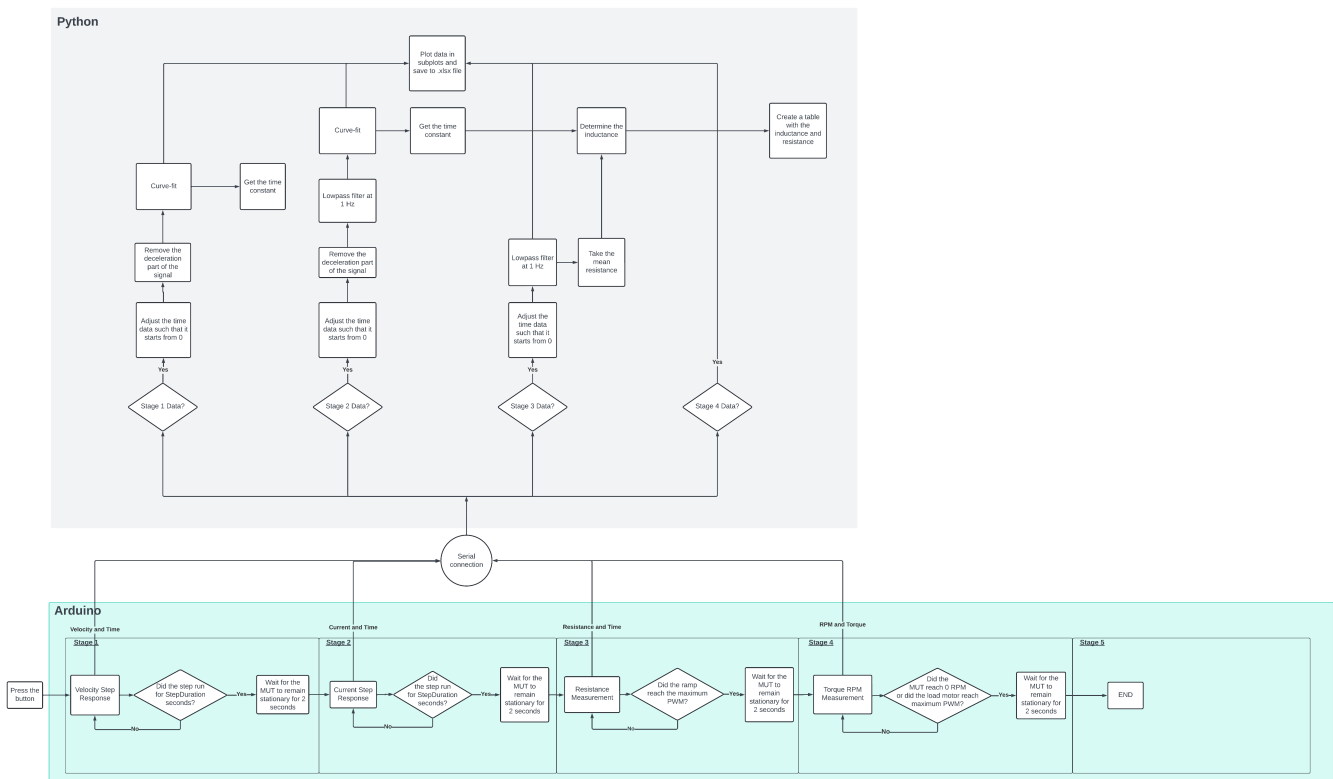 Python
Plot data in
subplots and
save to .xlsx file
Curve-fit
Get the time
constant
Determine the
inductance
Create a table
with the
inductance and
resistance
Curve-fit
Get the time
constant
Lowpass filter at
1 Hz
Remove the
deceleration
part of the
signal
Remove the
deceleration part
of the signal
Lowpass filter
at 1 Hz
Take the
mean
resistance
Adjust the time
data such that it
starts from 0
Adjust the time
data such that it
starts from 0
Adjust the
time data
such that it
starts from 0
Yes
Yes
Yes
Yes
Stage 1 Data?
Stage 2 Data?
Stage 3 Data?
Stage 4 Data?
Serial
connection
Arduino
Velocity and Time
Current and Time
Resistance and Time
RPM and Torque
Stage 1
Stage 2
Stage 3
Stage 4
Stage 5
Press the
button
Velocity Step
Response
Did the step run
for StepDuration
seconds?
Yes
No
Wait for the
MUT to remain
stationary for 2
seconds
Current Step
Response
Did
the step run
for StepDuration
seconds?
Yes
No
Wait for the
MUT to
remain
stationary for
2 seconds
Resistance
Measurement
Did the ramp
reach the maximum
PWM?
Yes
No
Wait for the
MUT to
remain
stationary for
2 seconds
Torque RPM
Measurement
Did the
MUT reach 0 RPM
or did the load motor reach
maximum PWM?
Yes
No
Wait for the
MUT to
remain
stationary for
2 seconds
END